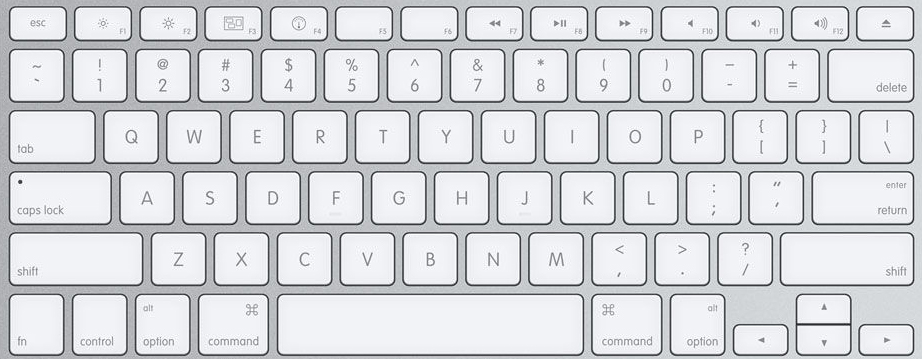 esc F1 F2 F3 F4 F5 F6 F7 F8 F9 F10 F11 F12
~ ! @ # $ % ^ & * ( ) — +
` 1 2 3 4 5 6 7 8 9 0 - = delete
tab Q W E R T Y U I O P { [ } ] | \
caps lock A S D F G H J K L : ; “ ‘ enter return
shift Z X C V B N M < , > . ? / shift
fn control alt option ⌘ command ⌘ command alt option ◄ ▲ ▼ ►